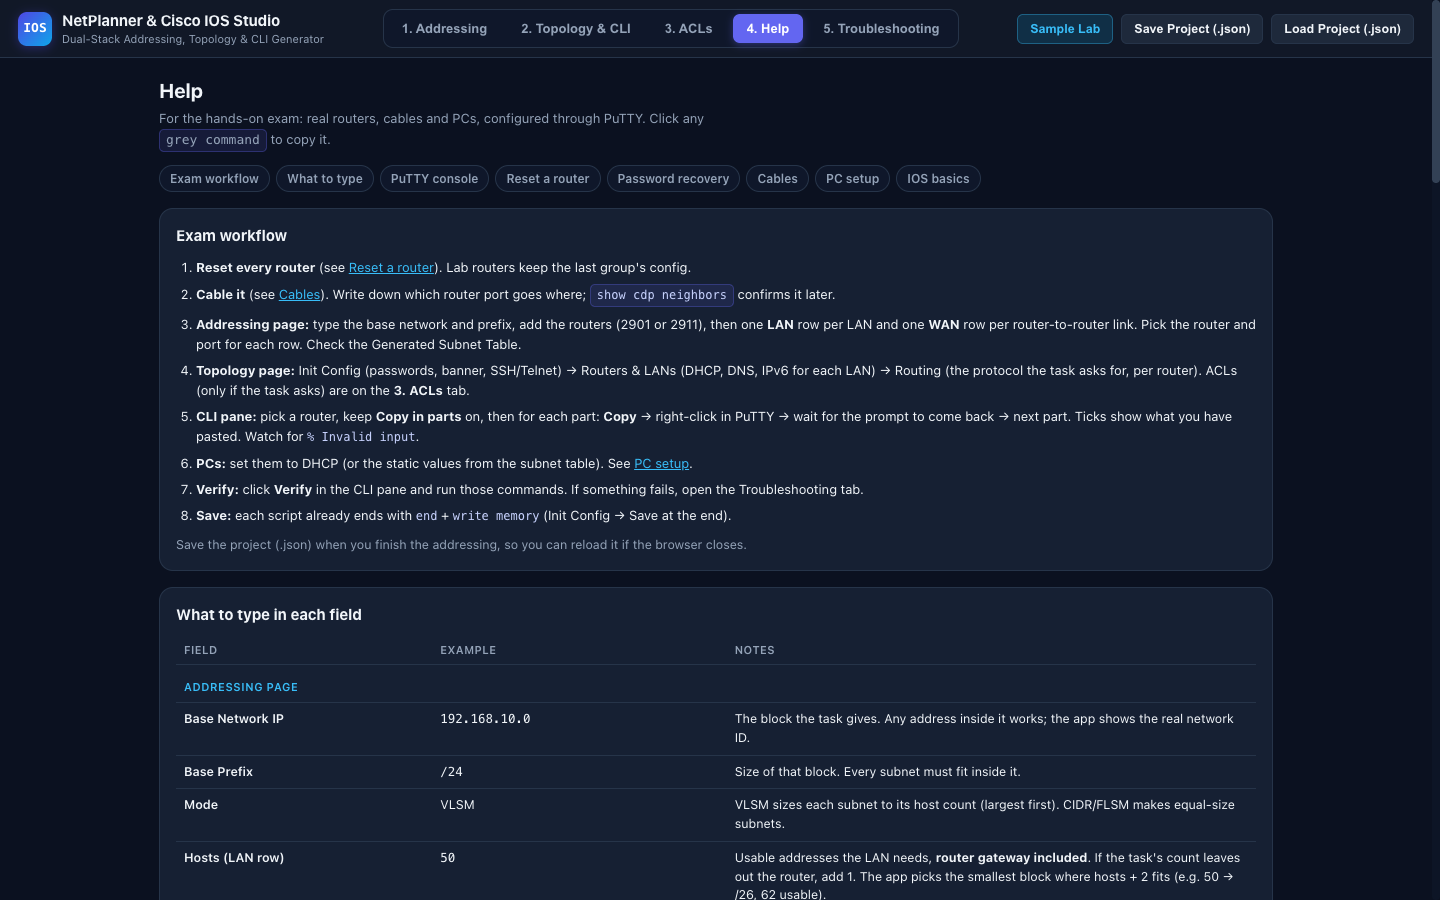 IOS
NetPlanner & Cisco IOS Studio
Dual-Stack Addressing, Topology & CLI Generator
1. Addressing
2. Topology & CLI
3. ACLs
4. Help
5. Troubleshooting
Sample Lab
Save Project (.json)
Load Project (.json)
Help
For the hands-on exam: real routers, cables and PCs, configured through PuTTY. Click any
grey command to copy it.
Exam workflow
What to type
PuTTY console
Reset a router
Password recovery
Cables
PC setup
IOS basics
Exam workflow
1. Reset every router (see Reset a router). Lab routers keep the last group's config.
2. Cable it (see Cables). Write down which router port goes where; show cdp neighbors confirms it later.
3. Addressing page: type the base network and prefix, add the routers (2901 or 2911), then one LAN row per LAN and one WAN row per router-to-router link. Pick the router and
port for each row. Check the Generated Subnet Table.
4. Topology page: Init Config (passwords, banner, SSH/Telnet) → Routers & LANs (DHCP, DNS, IPv6 for each LAN) → Routing (the protocol the task asks for, per router). ACLs
(only if the task asks) are on the 3. ACLs tab.
5. CLI pane: pick a router, keep Copy in parts on, then for each part: Copy → right-click in PuTTY → wait for the prompt to come back → next part. Ticks show what you have
pasted. Watch for % Invalid input.
6. PCs: set them to DHCP (or the static values from the subnet table). See PC setup.
7. Verify: click Verify in the CLI pane and run those commands. If something fails, open the Troubleshooting tab.
8. Save: each script already ends with end + write memory (Init Config → Save at the end).
Save the project (.json) when you finish the addressing, so you can reload it if the browser closes.
What to type in each field
FIELD
EXAMPLE
NOTES
ADDRESSING PAGE
Base Network IP
192.168.10.0
The block the task gives. Any address inside it works; the app shows the real network
ID.
Base Prefix
/24
Size of that block. Every subnet must fit inside it.
Mode
VLSM
VLSM sizes each subnet to its host count (largest first). CIDR/FLSM makes equal-size
subnets.
Hosts (LAN row)
50
Usable addresses the LAN needs, router gateway included. If the task's count leaves
out the router, add 1. The app picks the smallest block where hosts + 2 fits (e.g. 50 →
/26, 62 usable).